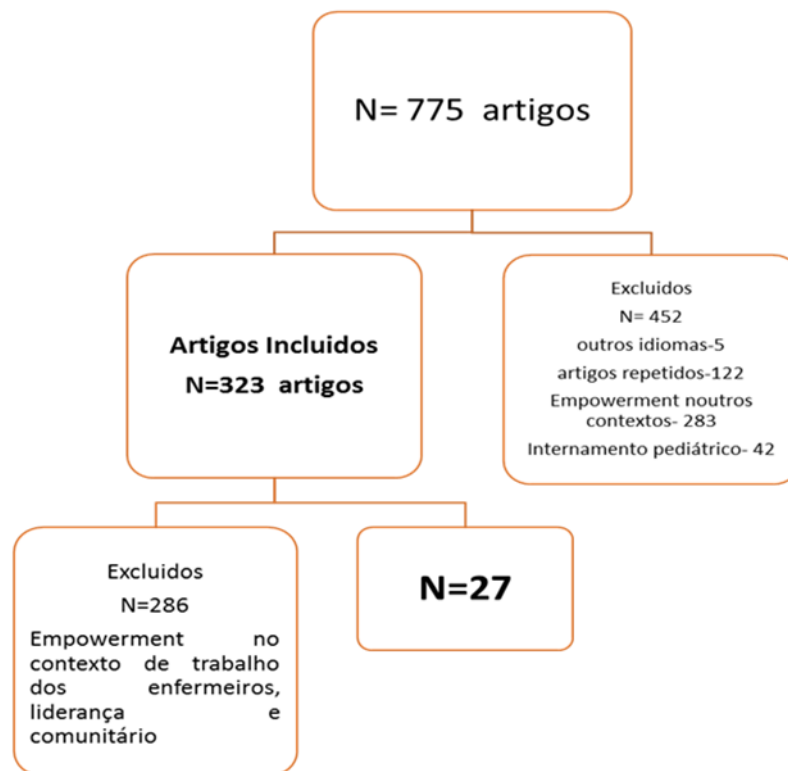 N= 775 artigos
Artigos Incluidos
N=323 artigos
Excluidos
N= 452
outros idiomas-5
artigos repetidos-122
Empowerment noutros
contextos- 283
Internamento pediátrico- 42
Excluidos
N=286
Empowerment no
contexto de trabalho
dos enfermeiros,
liderança e
comunitário
N=27